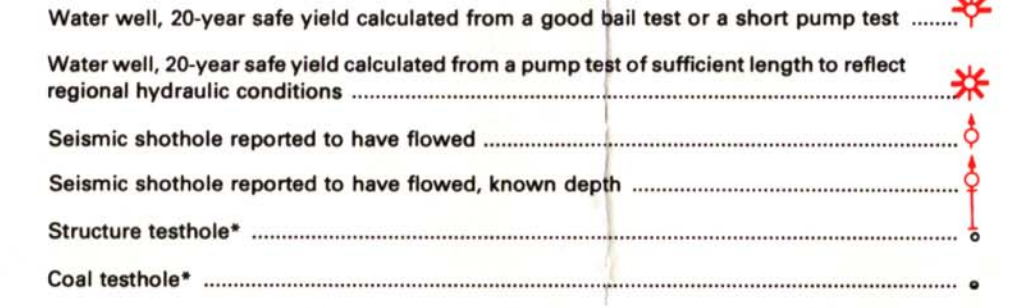 Water well, 20-year safe yield calculated from a good bail test or a short pump test ........
Water well, 20-year safe yield calculated from a pump test of sufficient length to reflect
regional hydraulic conditions ................................................................
Seismic shothole reported to have flowed ................................................................
Seismic shothole reported to have flowed, known depth ................................................
Structure testhole* ................................................................
Coal testhole* ................................................................